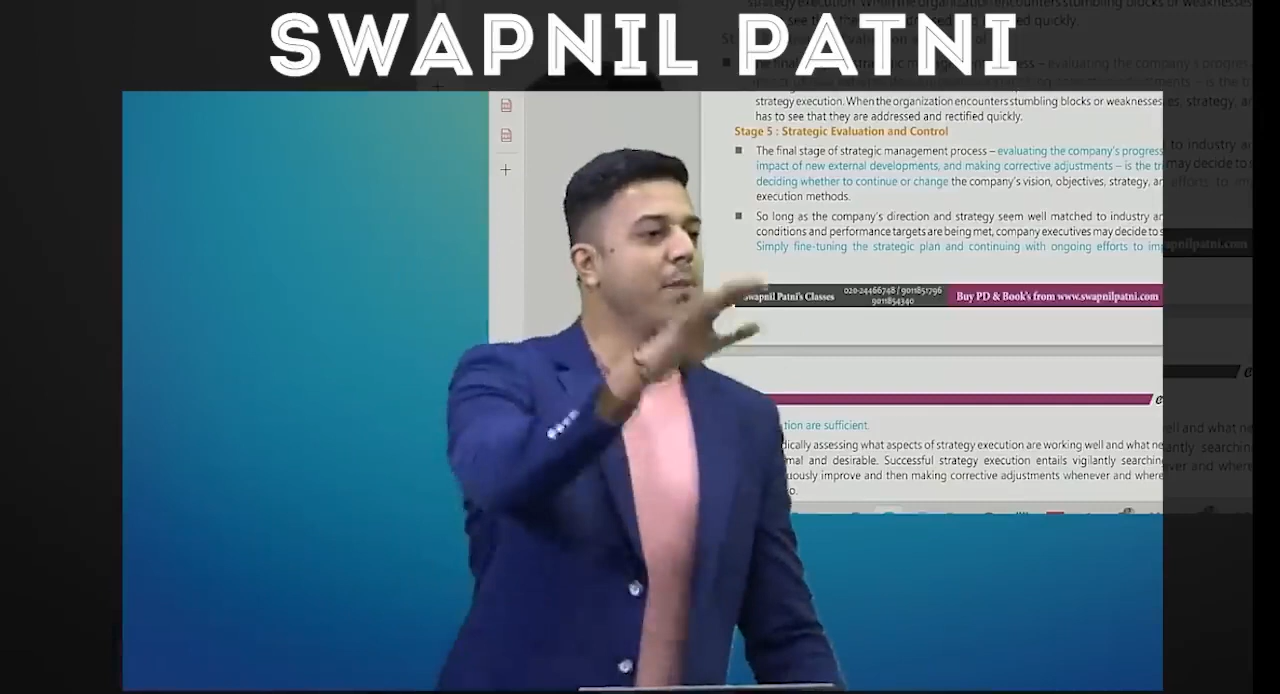 SWAPNIL PATNI
strategy execution. When the organization encounters stumbling blocks or weaknesses
has to see that they are addressed and rectified quickly.
Stage 5 : Strategic Evaluation and Control
The final stage of strategic management process – evaluating the company's progress
impact of new external developments, and making corrective adjustments – is the tri
deciding whether to continue or change the company's vision, objectives, strategy, an
execution methods.
So long as the company's direction and strategy seem well matched to industry an
conditions and performance targets are being met, company executives may decide to s
Simply fine-tuning the strategic plan and continuing with ongoing efforts to im
Swapnil Patni's Classes 020-24466748 / 9011851796
9011854340
Buy PD & Book's from www.swapnilpatni.com
tion are sufficient.
dically assessing what aspects of strategy execution are working well and what ne
mal and desirable. Successful strategy execution entails vigilantly searching
uously improve and then making corrective adjustments whenever and where
o.